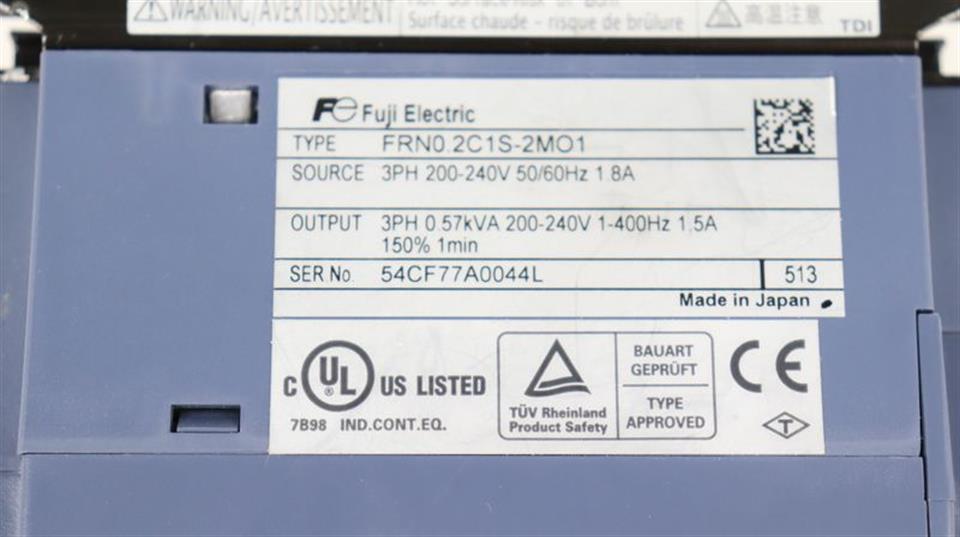 WARNING/AVERTISSEMENT
Surface chaude - risque de brûlure
高温注意
TDI
Fe Fuji Electric
TYPE FRN0.2C1S-2MO1
SOURCE 3PH 200-240V 50/60Hz 1.8A
OUTPUT 3PH 0.57kVA 200-240V 1-400Hz 1.5A
150% 1min
SER No. 54CF77A0044L 513
Made in Japan
C UL ® US LISTED
7B98 IND.CONT.EQ.
TÜV Rheinland
Product Safety
BAUART
GEPRÜFT
TYPE
APPROVED
CE
T